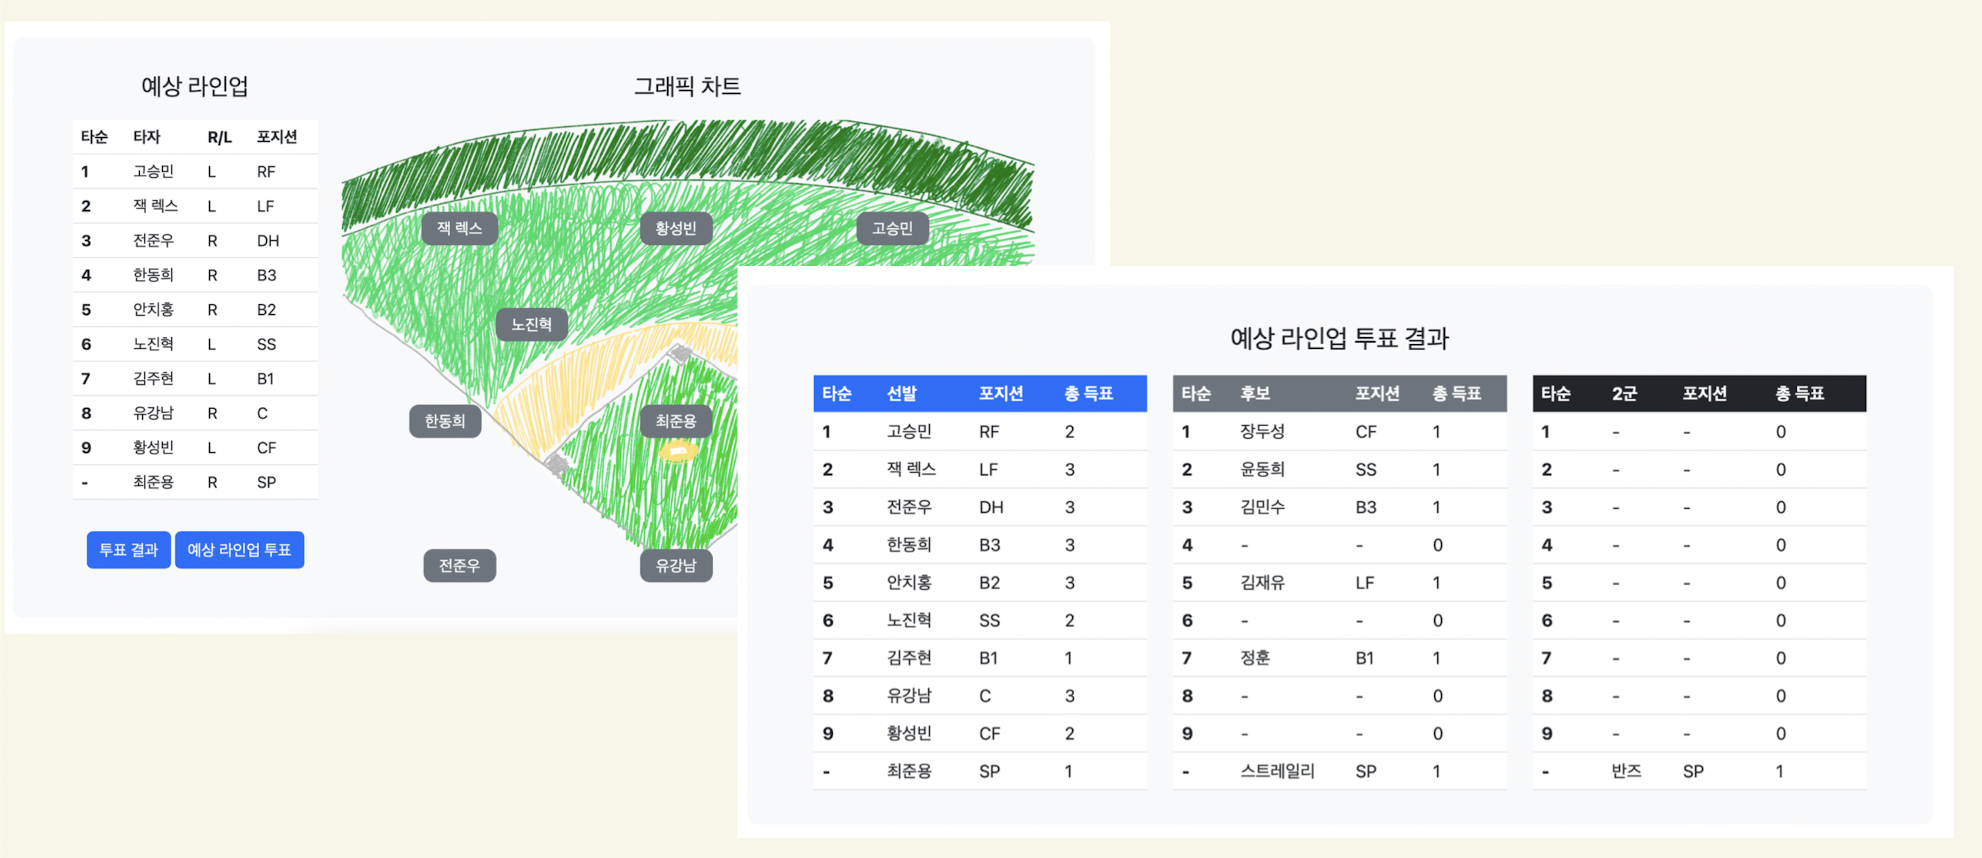 예상 라인업
타순 타자 R/L 포지션
1 고승민 L RF
2 잭 렉스 L LF
3 전준우 R DH
4 한동희 R B3
5 안치홍 R B2
6 노진혁 L SS
7 김주현 L B1
8 유강남 R C
9 황성빈 L CF
- 최준용 R SP
투표 결과 예상 라인업 투표
그래픽 차트
잭 렉스 황성빈 고승민
노진혁
한동희 최준용
전준우 유강남
예상 라인업 투표 결과
타순 선발 포지션 총 득표
1 고승민 RF 2
2 잭 렉스 LF 3
3 전준우 DH 3
4 한동희 B3 3
5 안치홍 B2 3
6 노진혁 SS 2
7 김주현 B1 1
8 유강남 C 3
9 황성빈 CF 2
- 최준용 SP 1
타순 후보 포지션 총 득표
1 장두성 CF 1
2 윤동희 SS 1
3 김민수 B3 1
4 - - 0
5 김재유 LF 1
6 - - 0
7 정훈 B1 1
8 - - 0
9 - - 0
- 스트레일리 SP 1
타순 2군 포지션 총 득표
1 - - 0
2 - - 0
3 - - 0
4 - - 0
5 - - 0
6 - - 0
7 - - 0
8 - - 0
9 - - 0
- 반즈 SP 1